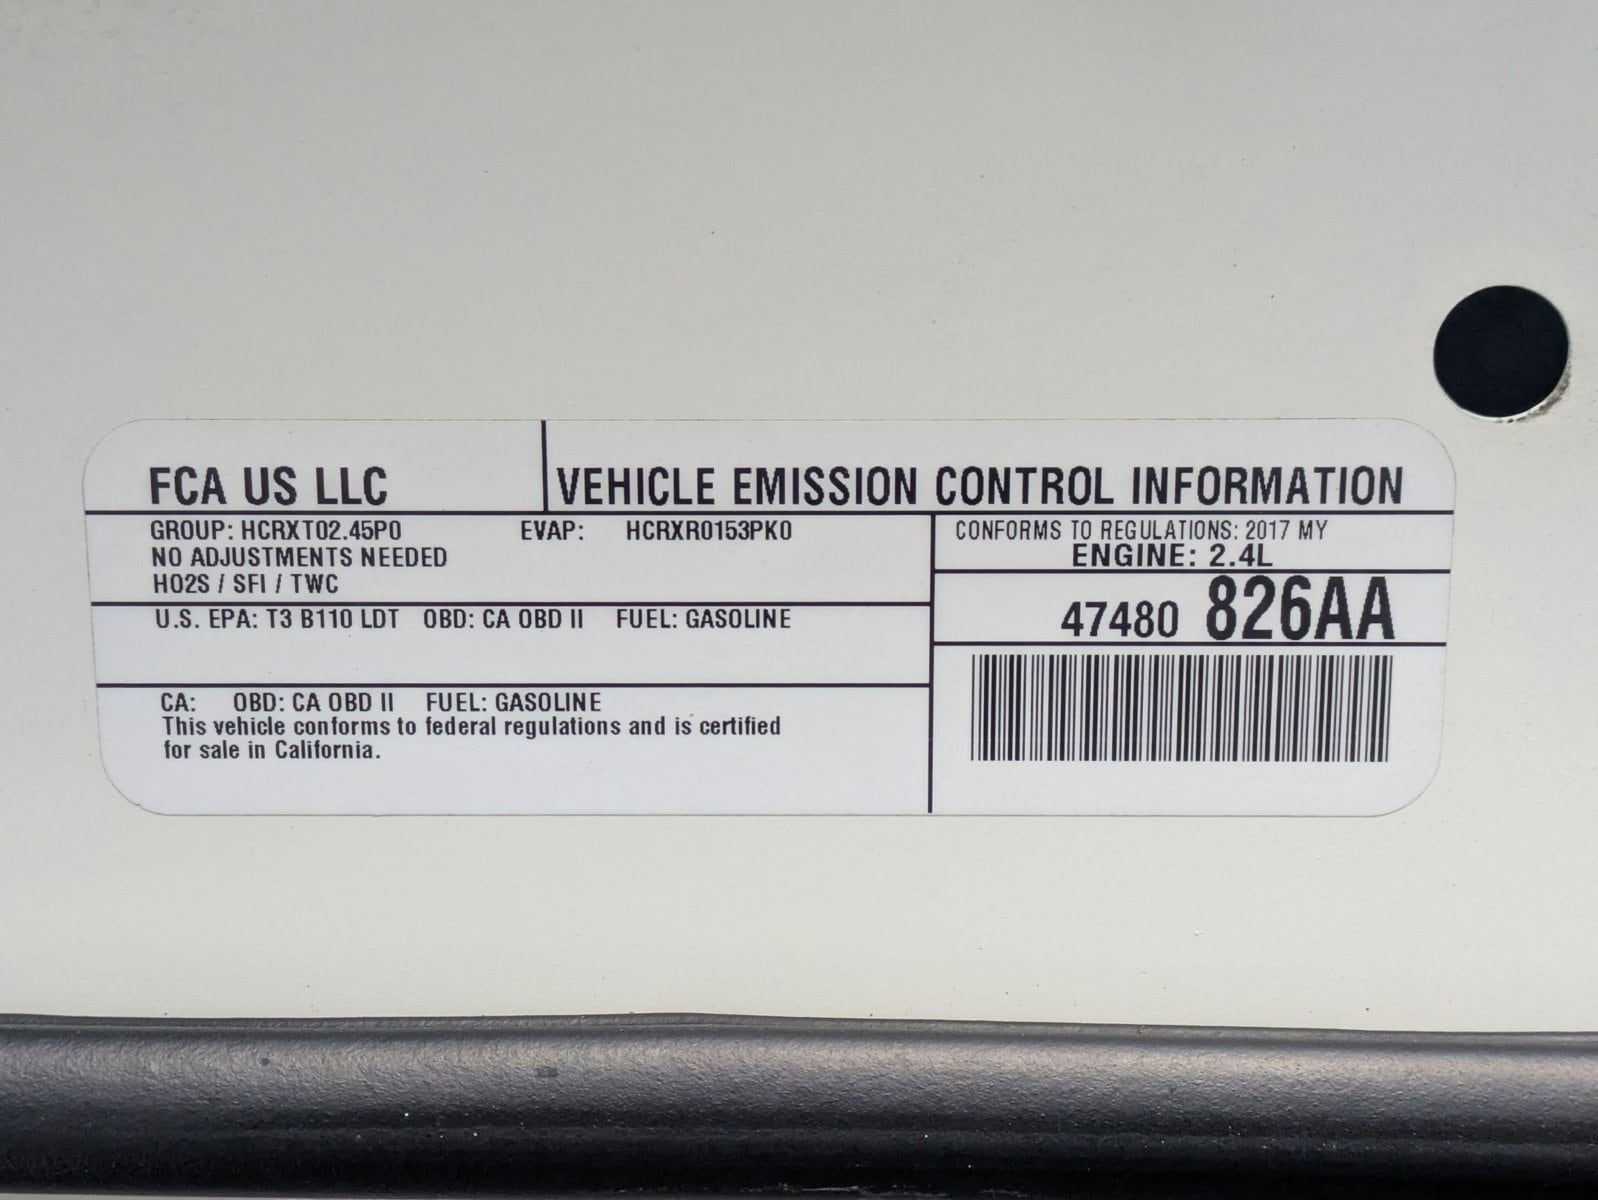 FCA US LLC
VEHICLE EMISSION CONTROL INFORMATION
GROUP: HCRXT02.45P0 EVAP: HCRXR0153PK0
NO ADJUSTMENTS NEEDED
HO2S / SFI / TWC
CONFORMS TO REGULATIONS: 2017 MY
ENGINE: 2.4L
47480 826AA
U.S. EPA: T3 B110 LDT OBD: CA OBD II FUEL: GASOLINE
CA: OBD: CA OBD II FUEL: GASOLINE
This vehicle conforms to federal regulations and is certified
for sale in California.